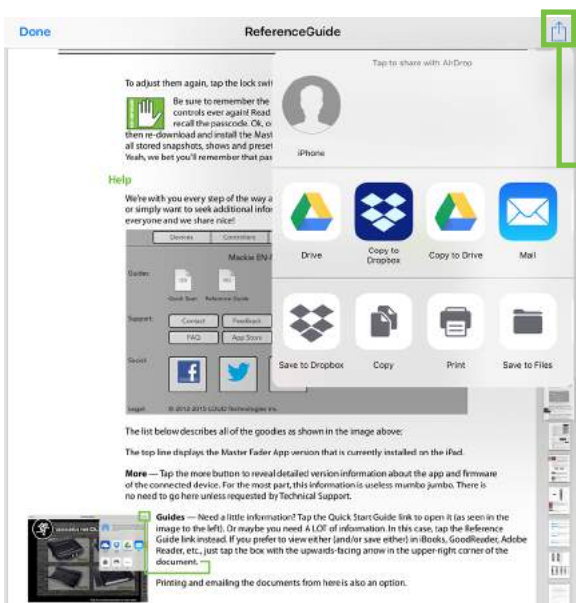 Done
ReferenceGuide
Tap to share with AirDrop
iPhone
Drive
Copy to
Dropbox
Copy to Drive
Mail
Save to Dropbox
Copy
Print
Save to Files
To adjust them again, tap the lock swit
Be sure to remember the
controls ever again! Read
recall the passcode. Ok, o
then re-download and install the Mast
all stored snapshots, shows and preset
Yeah, we bet you'll remember that pas
Help
We're with you every step of the way a
or simply want to seek additional infor
everyone and we share nice!
Devices
Controllers
Mackie EN-
Guides:
Quick Start
Reference Guide
Support:
Contact
Feedback
FAQ
App Store
Social:
Legal:
© 2012-2015 LOUD Technologies Inc.
The list below describes all of the goodies as shown in the image above:
The top line displays the Master Fader App version that is currently installed on the iPad.
More — Tap the more button to reveal detailed version information about the app and firmware
of the connected device. For the most part, this information is useless mumbo jumbo. There is
no need to go here unless requested by Technical Support.
Guides — Need a little information? Tap the Quick Start Guide link to open it (as seen in the
image to the left). Or maybe you need A LOT of information. In this case, tap the Reference
Guide link instead. If you prefer to view either (and/or save either) in iBooks, GoodReader, Adobe
Reader, etc., just tap the box with the upwards-facing arrow in the upper-right corner of the
document.
Printing and emailing the documents from here is also an option.